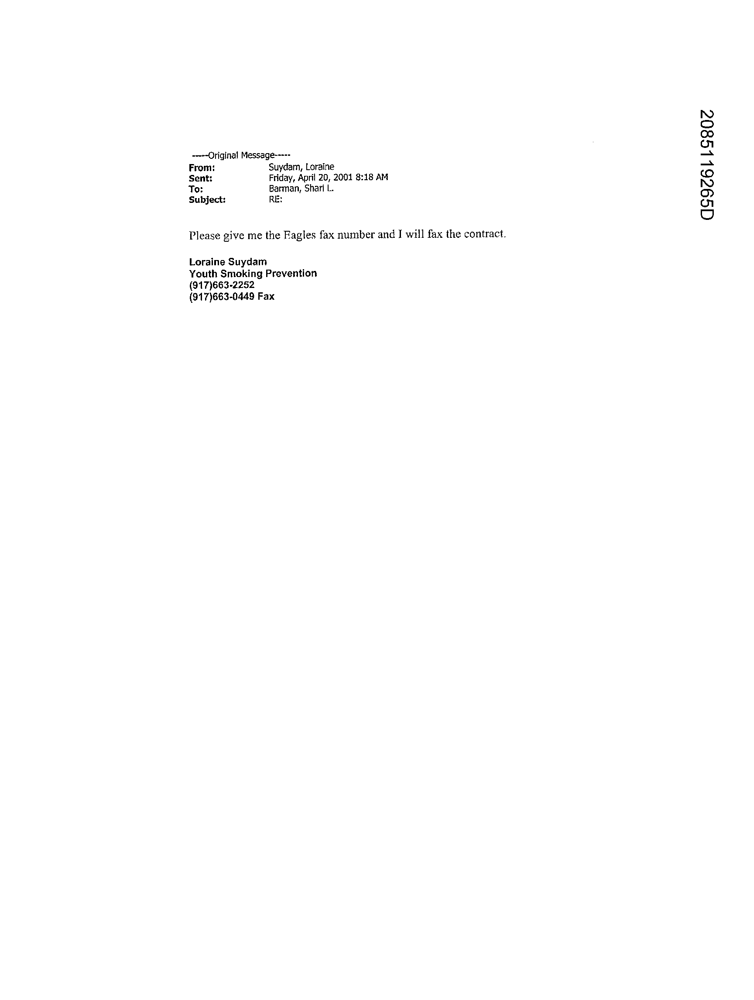 -----Original Message-----
From: Suydam, Loraine
Sent: Friday, April 20, 2001 8:18 AM
To: Barman, Shari L.
Subject: RE:
Please give me the Eagles fax number and I will fax the contract.
Loraine Suydam
Youth Smoking Prevention
(917)663-2252
(917)663-0449 Fax
2085119265D